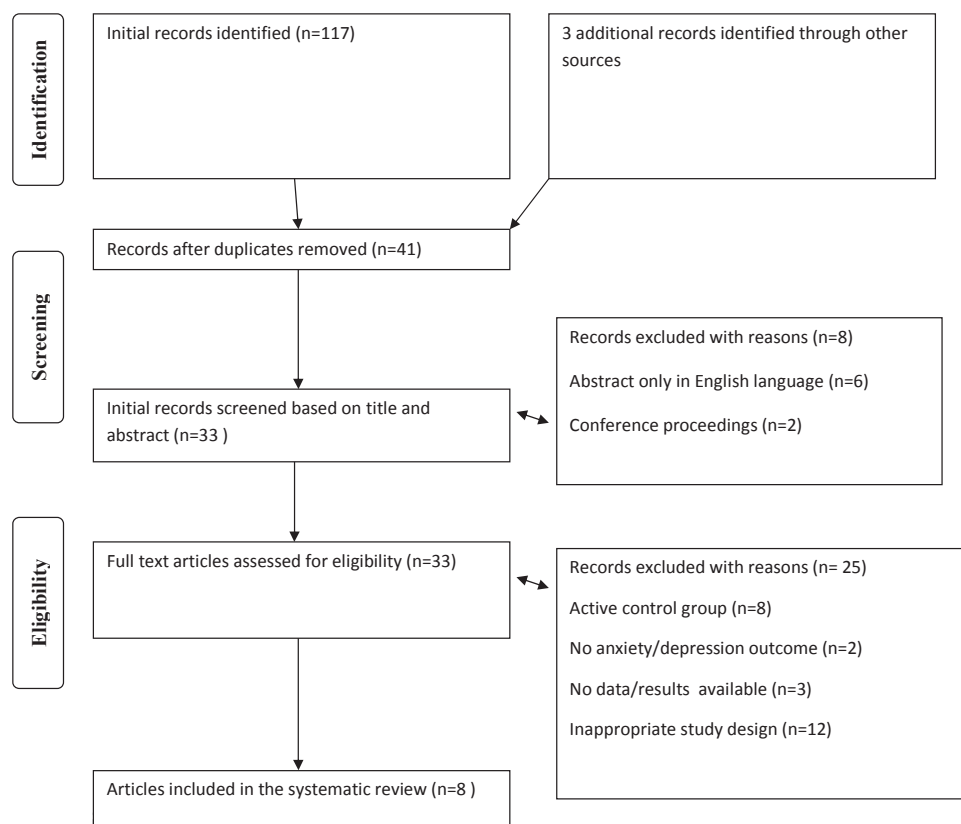 Identification
Initial records identified (n=117)
3 additional records identified through other
sources
Records after duplicates removed (n=41)
Screening
Records excluded with reasons (n=8)
Abstract only in English language (n=6)
Conference proceedings (n=2)
Initial records screened based on title and
abstract (n=33 )
Eligibility
Full text articles assessed for eligibility (n=33)
Records excluded with reasons (n= 25)
Active control group (n=8)
No anxiety/depression outcome (n=2)
No data/results  available (n=3)
Inappropriate study design (n=12)
Articles included in the systematic review (n=8 )